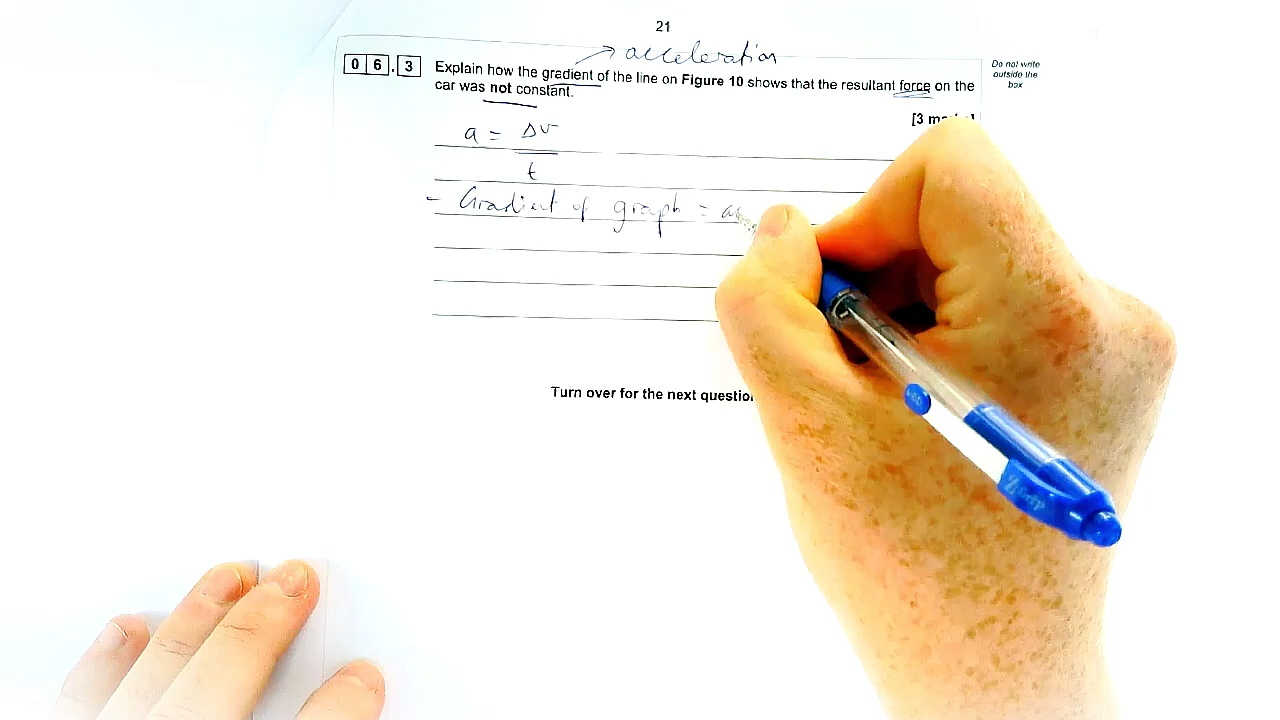 21
→ acceleration
06.3 Explain how the gradient of the line on Figure 10 shows that the resultant force on the
car was not constant.
Do not write
outside the
box
[3
a = Δv
t
- Gradient of graph =
Turn over for the next